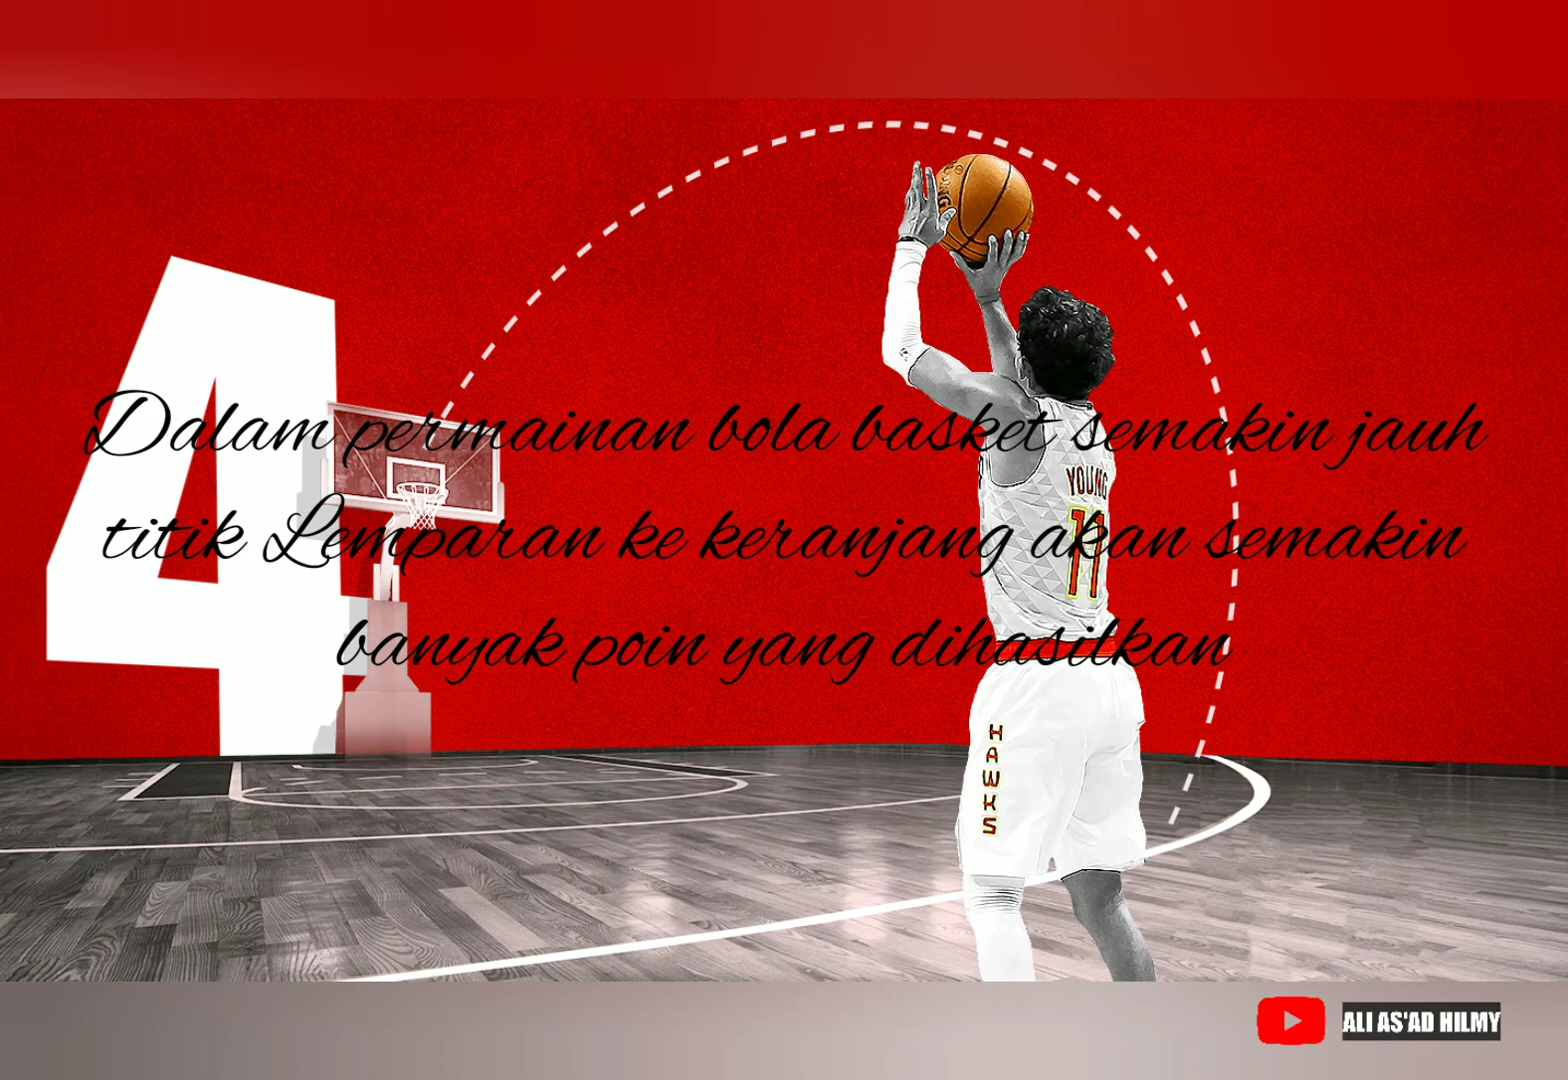 4
Dalam permainan bola basket semakin jauh
titik Lemparan ke keranjang akan semakin
banyak poin yang dihasilkan
YOUNG
11
HAWKS
ALI AS'AD HILMY